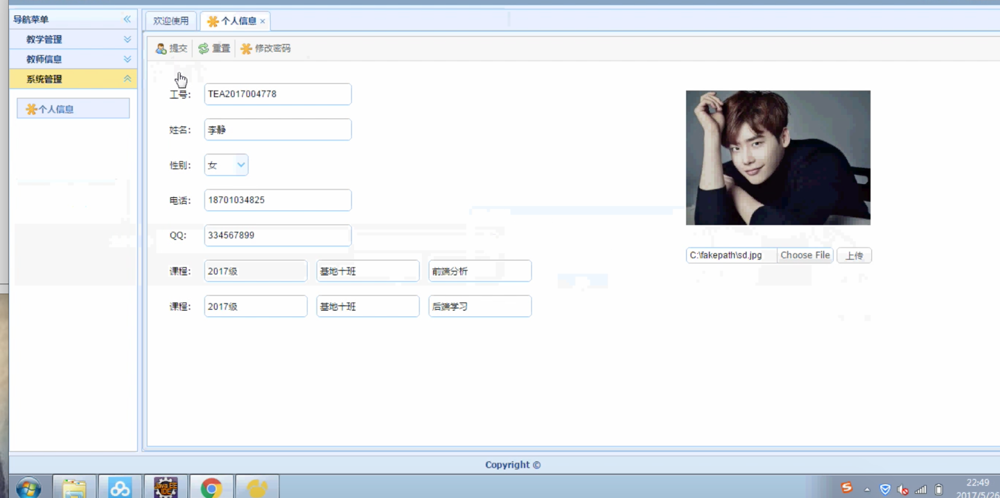 导航菜单
教学管理
教师信息
系统管理
个人信息
欢迎使用
个人信息
提交
重置
修改密码
工号:
TEA2017004778
姓名:
李静
性别:
女
电话:
18701034825
QQ:
334567899
课程:
2017级
基地十班
前端分析
课程:
2017级
基地十班
后端学习
C:\fakepath\sd.jpg
Choose File
上传
Copyright ©
Java EE
IDE
22:49
2017/5/26